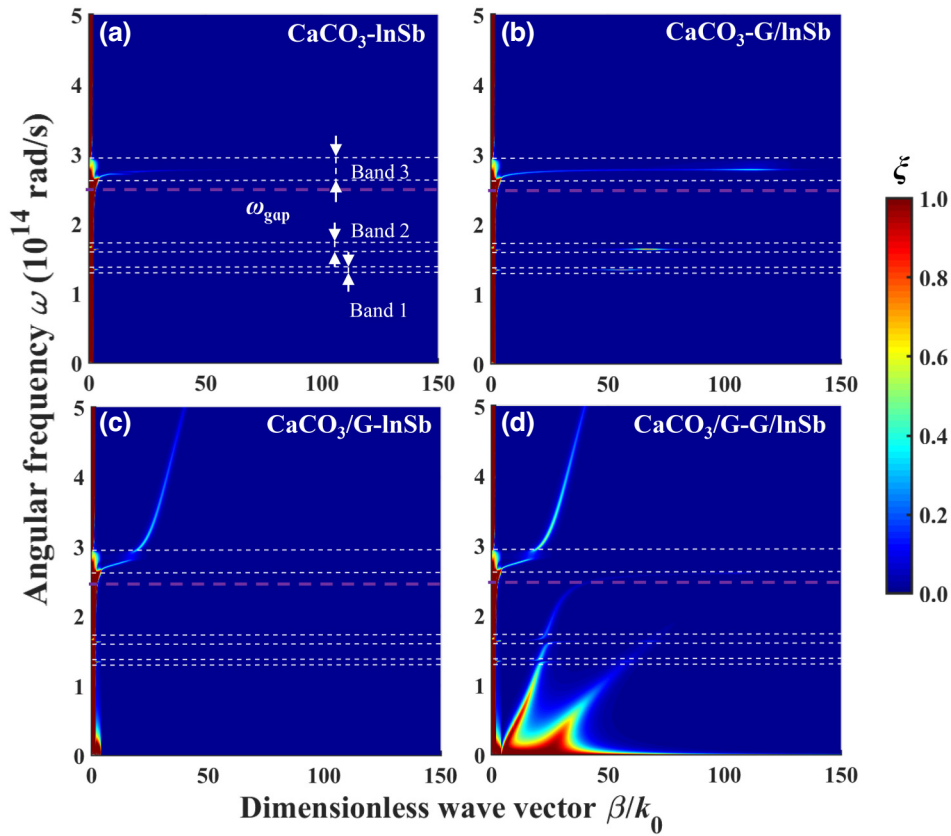 (a) CaCO₃-lnSb
(b) CaCO₃-G/lnSb
5
4
3
2
1
0
Band 3
ω_gap
Band 2
Band 1
0 50 100 150
5
4
3
2
1
0
0 50 100 150
(c) CaCO₃/G-lnSb
(d) CaCO₃/G-G/lnSb
5
4
3
2
1
0
0 50 100 150
5
4
3
2
1
0
0 50 100 150
Angular frequency ω (10¹⁴ rad/s)
Dimensionless wave vector β/k₀
ξ
1.0
0.8
0.6
0.4
0.2
0.0